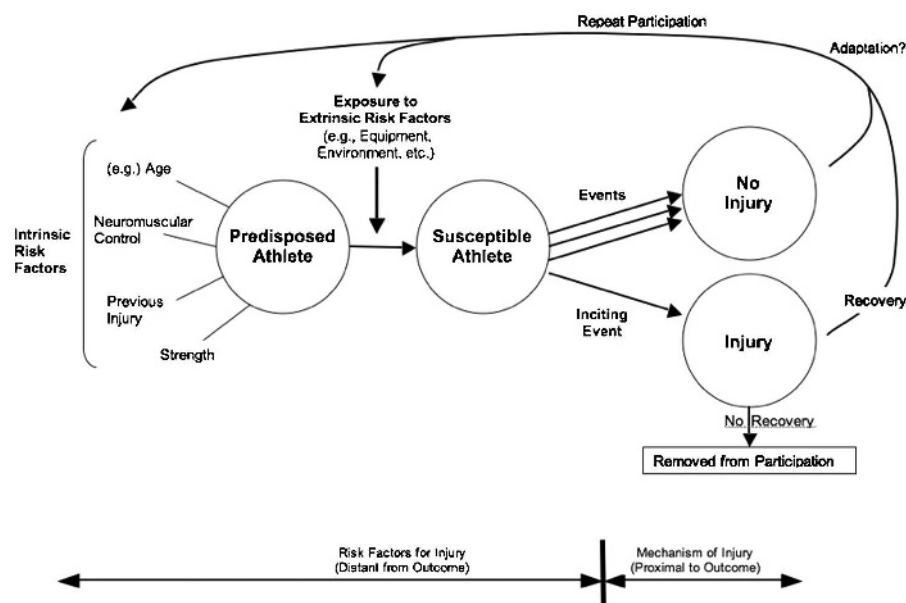 Repeat Participation
Adaptation?
Exposure to
Extrinsic Risk Factors
(e.g., Equipment,
Environment, etc.)
(e.g.) Age
Neuromuscular
Control
Intrinsic
Risk
Factors
Previous
Injury
Strength
Predisposed
Athlete
Susceptible
Athlete
Events
No
Injury
Inciting
Event
Injury
Recovery
No Recovery
Removed from Participation
Risk Factors for Injury
(Distant from Outcome)
Mechanism of Injury
(Proximal to Outcome)